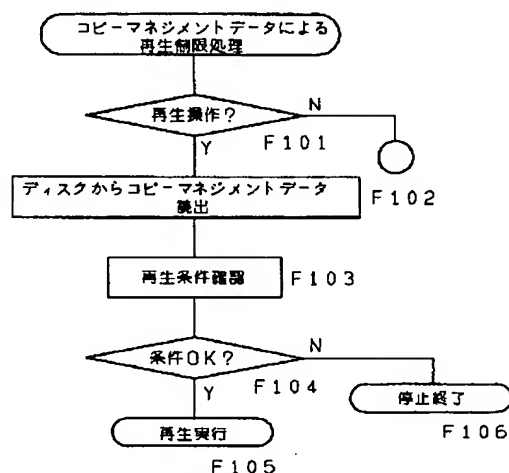 コピーマネジメントデータによる
再生制限処理
再生操作?
N
Y
F101
ディスクからコピーマネジメントデータ
読出
F102
再生条件確認
F103
条件OK?
N
Y
F104
停止終了
再生実行
F106
F105